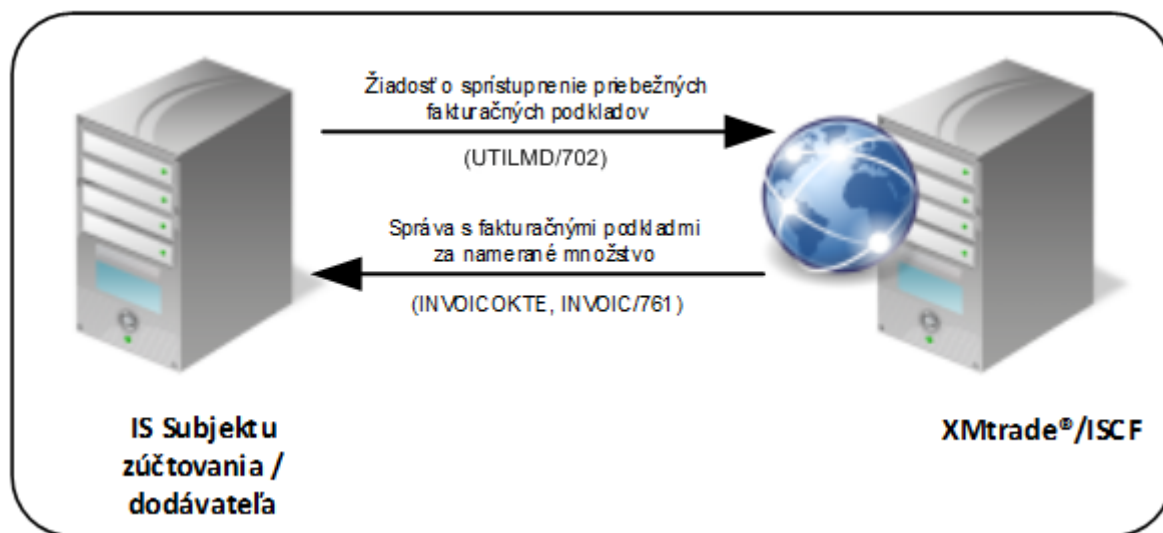 Žiadosť o sprístupnenie priebežných
fakturačných podkladov
(UTILMD/702)
Správa s fakturačnými podkladmi
za namerané množstvo
(INVOICOKTE, INVOIC/761)
IS Subjektu
zúčtovania /
dodávateľa
XMtrade®/ISCF